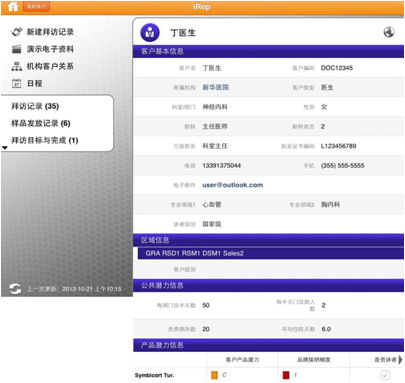 我的客户 iRep
新建拜访记录
演示电子资料
机构客户关系
27 日程
拜访记录 (35)
样品发放记录 (6)
拜访目标与完成 (1)
上一次更新: 2013-10-21 上午10:15
丁医生
客户基本信息
客户名 丁医生 客户编码 DOC12345
所属机构 新华医院 客户类型 医生
科室/部门 神经内科 性别 女
职称 主任医师 职称系数 2
行政职务 科室主任 执业证书编码 L123456789
电话 13391375044 手机 (355) 555-5555
电子邮件 user@outlook.com
专业领域1 心血管 专业领域2 胸内科
讲者级别 国家级
区域信息
GRA RSD1 RSM1 DSM1 Sales2
客户级别
公共潜力信息
每周门诊半天数 50 每半天门诊病人
数 2
负责病床数 20 平均住院天数 6.0
产品潜力信息
客户产品潜力 品牌接纳梯度 是否讲者
Symbicort Tur. C 1